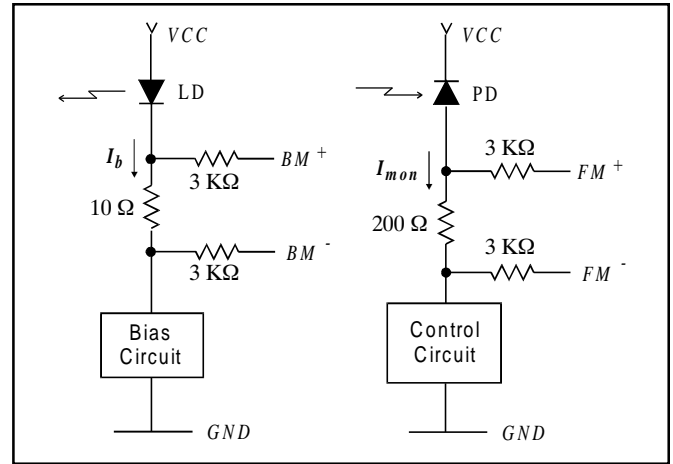 VCC
LD
I_b
3 KΩ
BM⁺
10 Ω
3 KΩ
BM⁻
Bias
Circuit
GND
VCC
PD
I_mon
3 KΩ
FM⁺
200 Ω
3 KΩ
FM⁻
Control
Circuit
GND